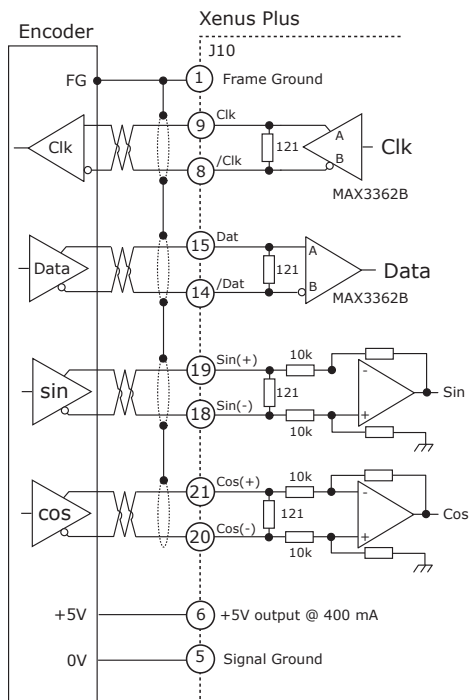 Encoder
Xenus Plus
J10
FG
1
Frame Ground
Clk
9
Clk
121
A
B
Clk
8
/Clk
MAX3362B
Data
15
Dat
121
A
B
Data
14
/Dat
MAX3362B
sin
19
Sin(+)
10k
121
-
+
Sin
18
Sin(-)
10k
cos
21
Cos(+)
10k
121
-
+
Cos
20
Cos(-)
10k
+5V
6
+5V output @ 400 mA
0V
5
Signal Ground